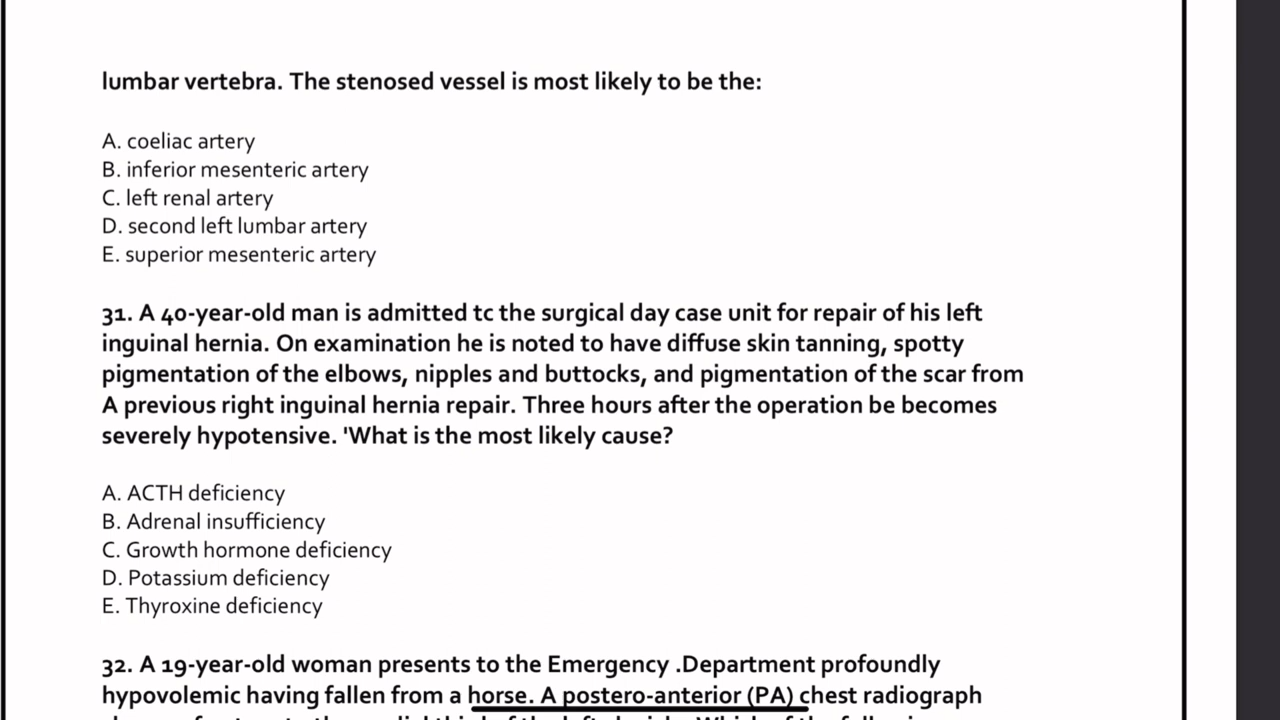 lumbar vertebra. The stenosed vessel is most likely to be the:
A. coeliac artery
B. inferior mesenteric artery
C. left renal artery
D. second left lumbar artery
E. superior mesenteric artery
31. A 40-year-old man is admitted tc the surgical day case unit for repair of his left
inguinal hernia. On examination he is noted to have diffuse skin tanning, spotty
pigmentation of the elbows, nipples and buttocks, and pigmentation of the scar from
A previous right inguinal hernia repair. Three hours after the operation be becomes
severely hypotensive. 'What is the most likely cause?
A. ACTH deficiency
B. Adrenal insufficiency
C. Growth hormone deficiency
D. Potassium deficiency
E. Thyroxine deficiency
32. A 19-year-old woman presents to the Emergency .Department profoundly
hypovolemic having fallen from a horse. A postero-anterior (PA) chest radiograph